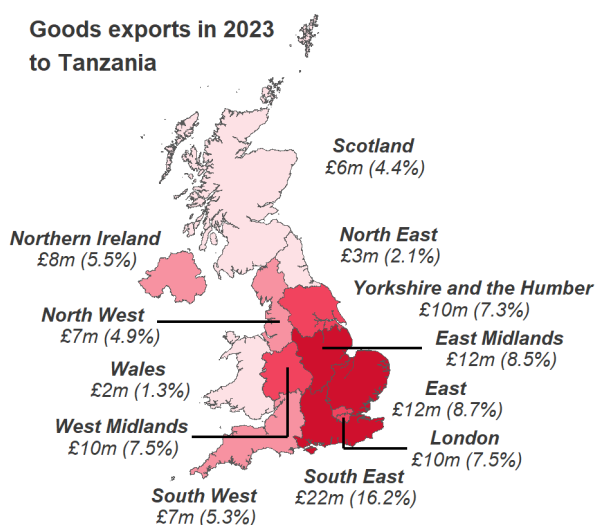 Goods exports in 2023
to Tanzania
Scotland
£6m (4.4%)
Northern Ireland
£8m (5.5%)
North East
£3m (2.1%)
Yorkshire and the Humber
£10m (7.3%)
North West
£7m (4.9%)
East Midlands
£12m (8.5%)
Wales
£2m (1.3%)
East
£12m (8.7%)
West Midlands
£10m (7.5%)
London
£10m (7.5%)
South East
£22m (16.2%)
South West
£7m (5.3%)